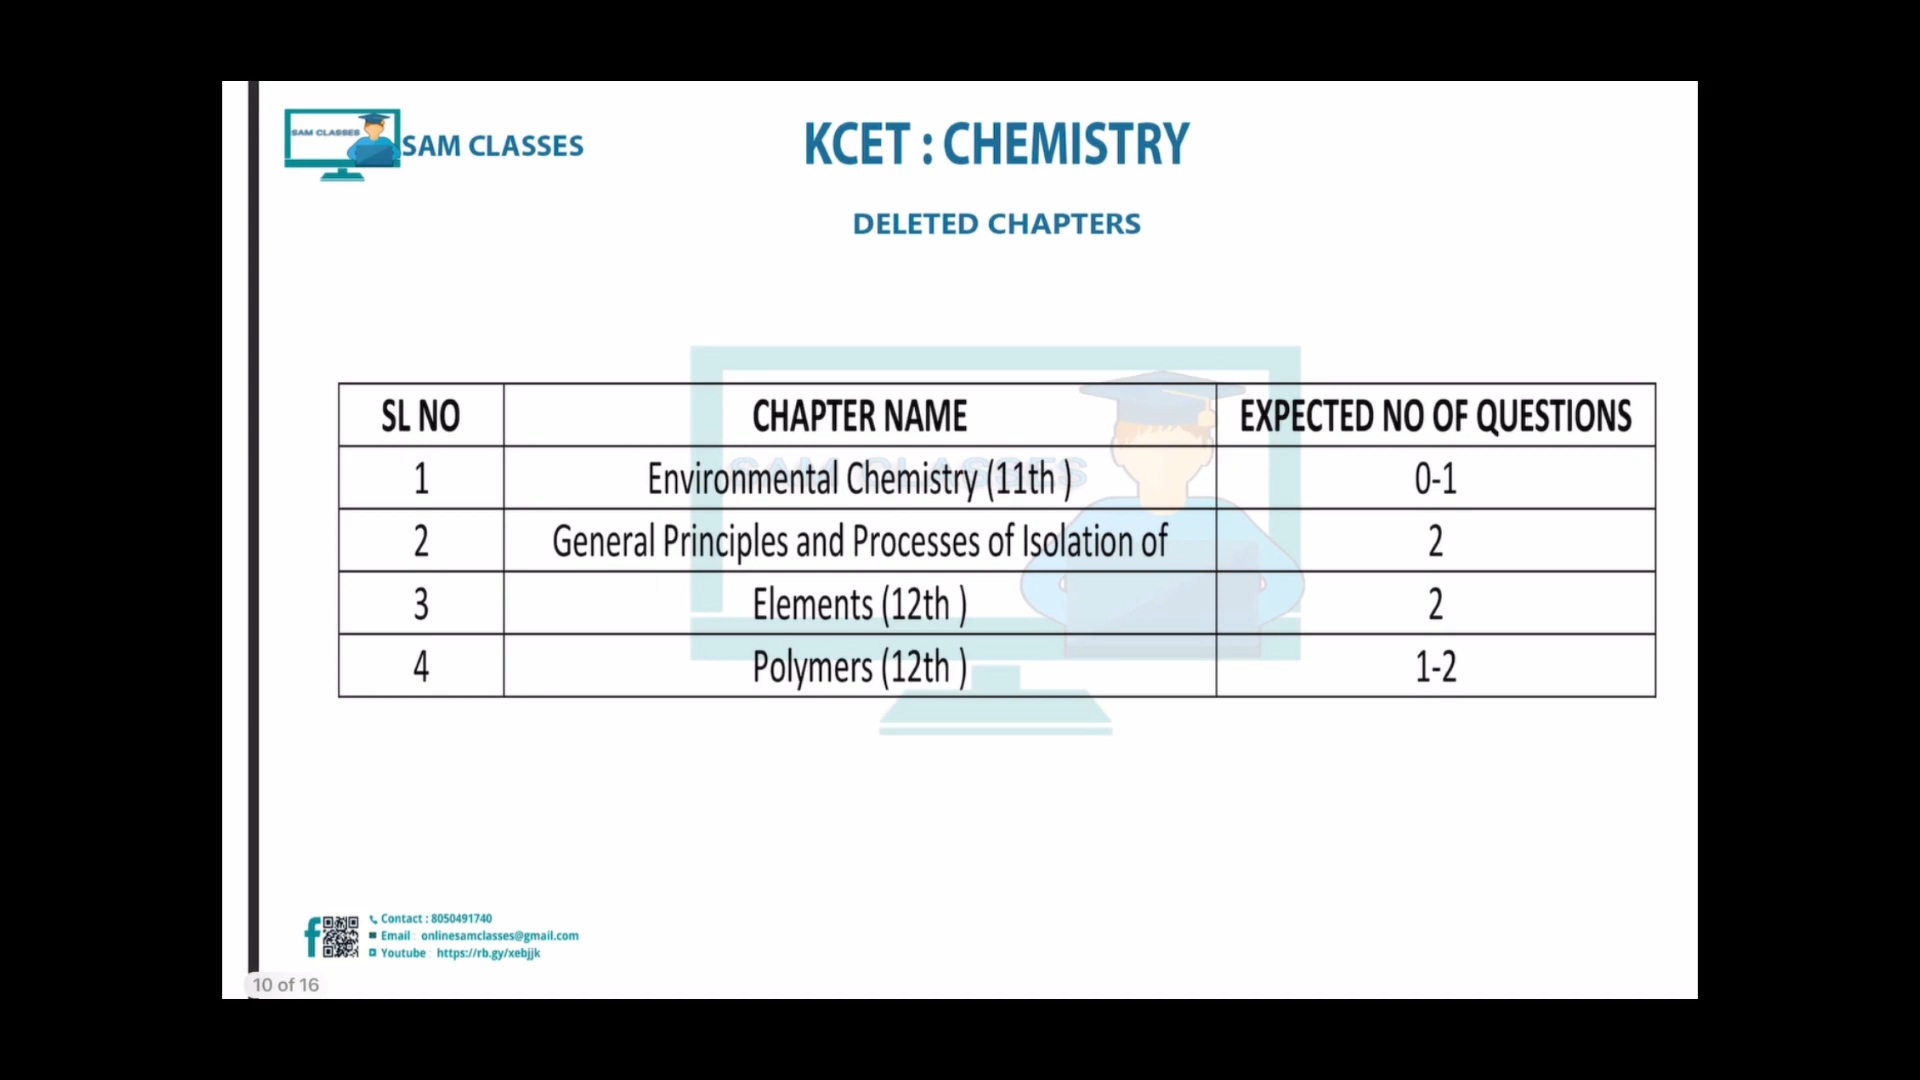 SAM CLASSES
SAM CLASSES
KCET : CHEMISTRY
DELETED CHAPTERS
SL NO CHAPTER NAME EXPECTED NO OF QUESTIONS
SAM CLASSES
1 Environmental Chemistry (11th ) 0-1
2 General Principles and Processes of Isolation of 2
3 Elements (12th ) 2
4 Polymers (12th ) 1-2
Contact : 8050491740
Email : onlinesamclasses@gmail.com
Youtube : https://rb.gy/xebjjk
10 of 16